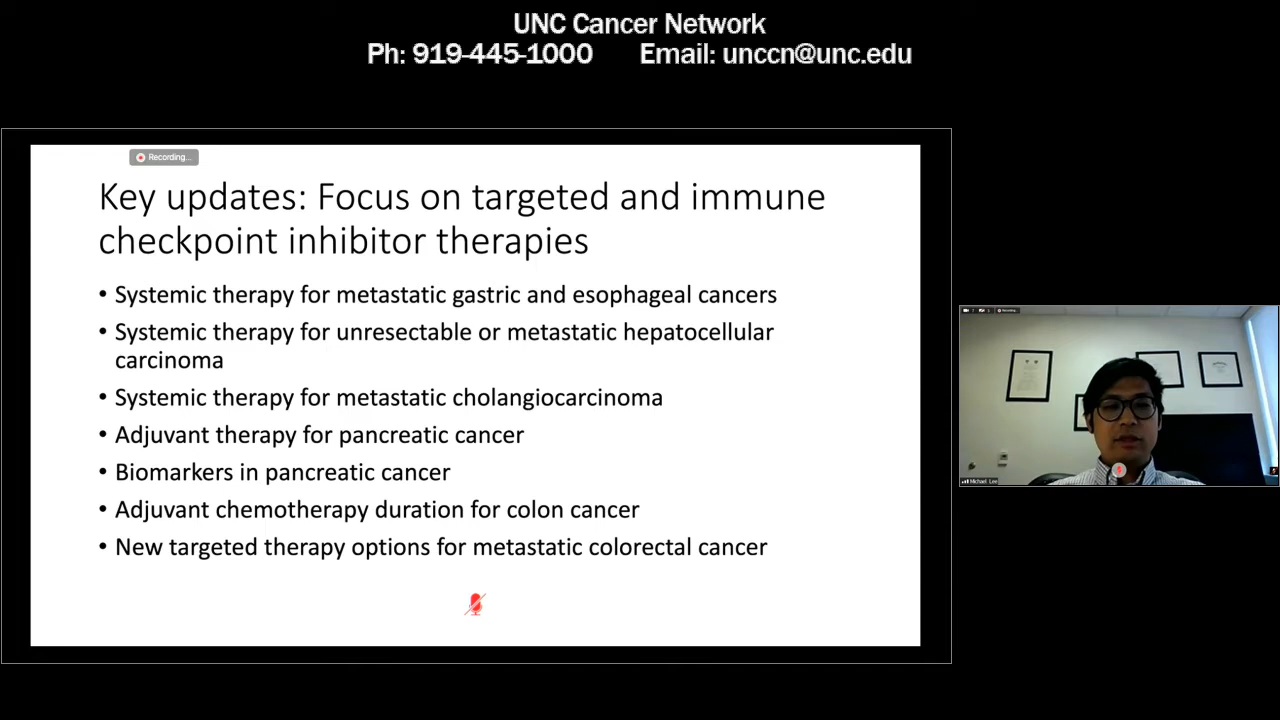 UNC Cancer Network
Ph: 919-445-1000 Email: unccn@unc.edu
Recording...
Key updates: Focus on targeted and immune
checkpoint inhibitor therapies
• Systemic therapy for metastatic gastric and esophageal cancers
• Systemic therapy for unresectable or metastatic hepatocellular
carcinoma
• Systemic therapy for metastatic cholangiocarcinoma
• Adjuvant therapy for pancreatic cancer
• Biomarkers in pancreatic cancer
• Adjuvant chemotherapy duration for colon cancer
• New targeted therapy options for metastatic colorectal cancer
Recording...
Michael Lee